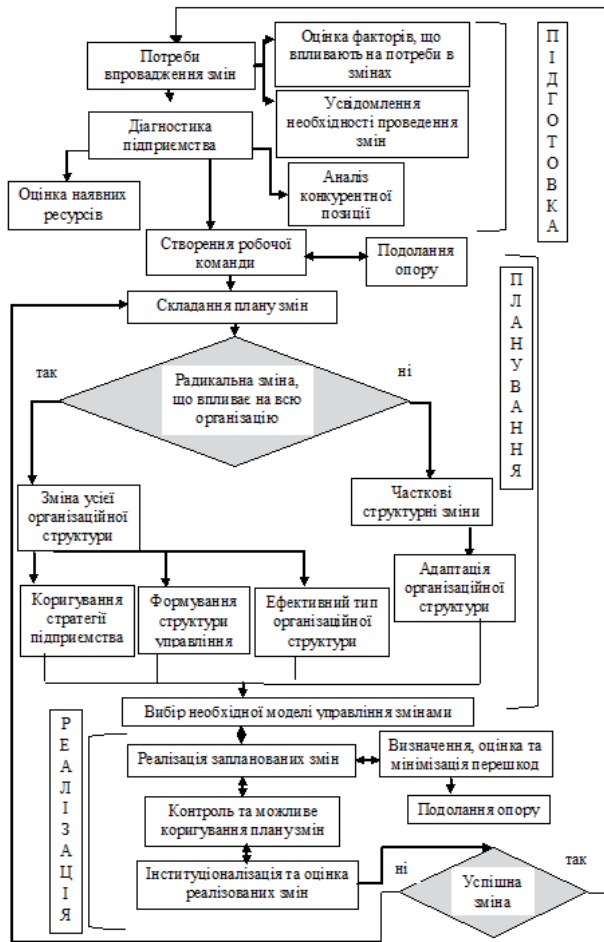 Потреби
впровадження змін
Оцінка факторів, що
впливають на потреби в
змінах
Усвідомлення
необхідності проведення
змін
Діагностика
підприємства
Оцінка наявних
ресурсів
Аналіз
конкурентної
позиції
ПІДГОТОВКА
Створення робочої
команди
Подолання
опору
Складання плану змін
так
Радикальна зміна,
що впливає на всю
організацію
ні
ПЛАНУВАННЯ
Зміна усієї
організаційної
структури
Часткові
структурні зміни
Коригування
стратегії
підприємства
Формування
структури
управління
Ефективний тип
організаційної
структури
Адаптація
організаційної
структури
Вибір необхідної моделі управління змінами
РЕАЛІЗАЦІЯ
Реалізація запланованих змін
Визначення, оцінка та
мінімізація перешкод
Подолання опору
Контроль та можливе
коригування плану змін
Інституціоналізація та оцінка
реалізованих змін
ні
Успішна
зміна
так